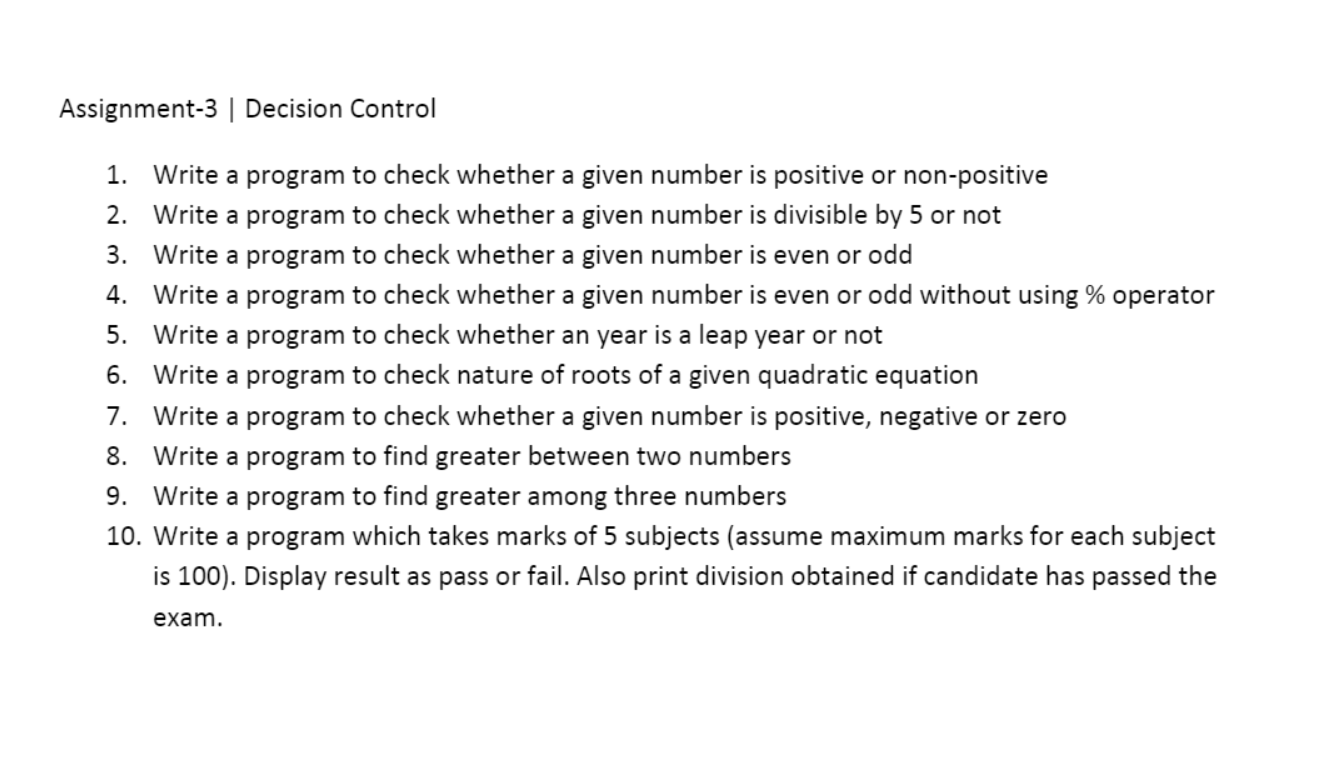 Assignment-3 | Decision Control
1. Write a program to check whether a given number is positive or non-positive
2. Write a program to check whether a given number is divisible by 5 or not
3. Write a program to check whether a given number is even or odd
4. Write a program to check whether a given number is even or odd without using % operator
5. Write a program to check whether an year is a leap year or not
6. Write a program to check nature of roots of a given quadratic equation
7. Write a program to check whether a given number is positive, negative or zero
8. Write a program to find greater between two numbers
9. Write a program to find greater among three numbers
10. Write a program which takes marks of 5 subjects (assume maximum marks for each subject
is 100). Display result as pass or fail. Also print division obtained if candidate has passed the
exam.